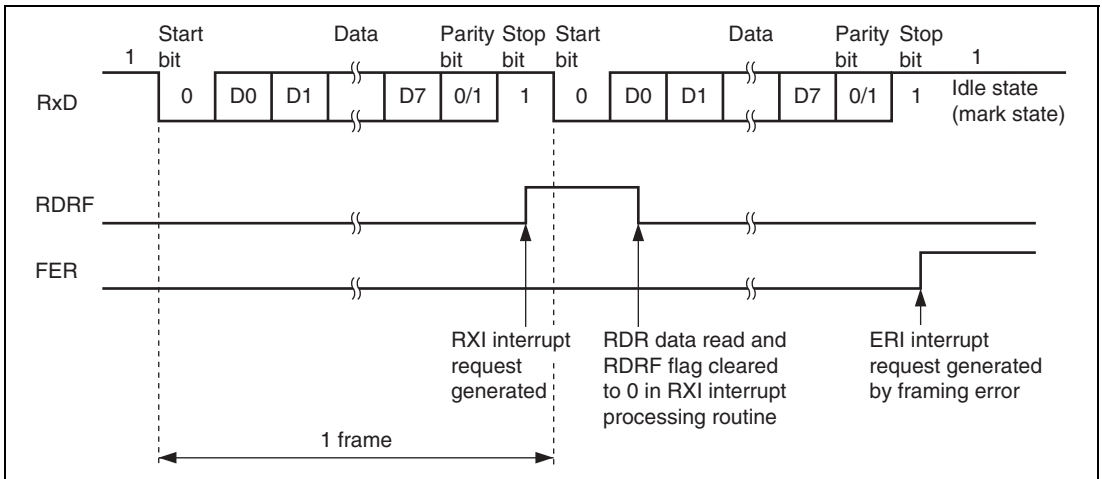 Start bit Data Parity bit Stop bit Start bit Data Parity bit Stop bit
1 1
RxD 0 D0 D1 D7 0/1 1 0 D0 D1 D7 0/1 1 Idle state
(mark state)
RDRF
FER
RXI interrupt
request
generated
RDR data read and
RDRF flag cleared
to 0 in RXI interrupt
processing routine
ERI interrupt
request generated
by framing error
1 frame